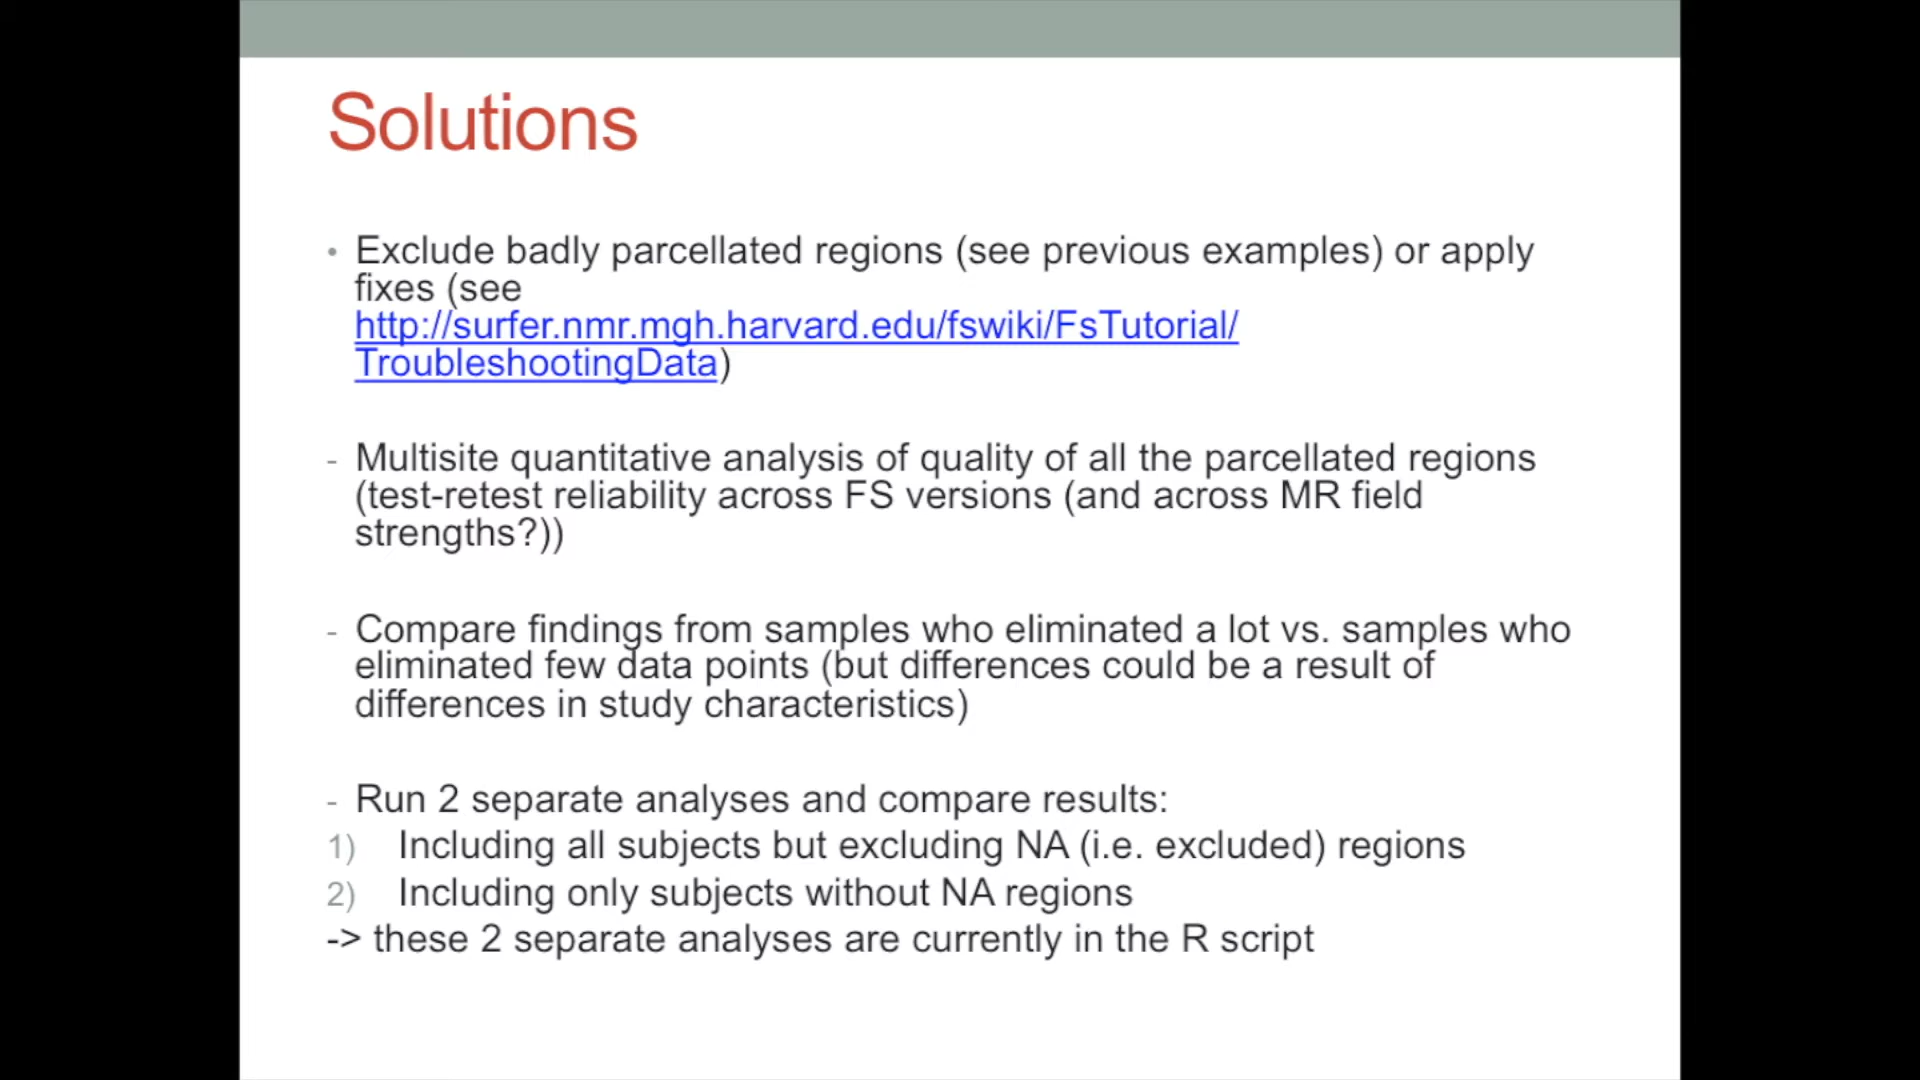 Solutions
• Exclude badly parcellated regions (see previous examples) or apply
fixes (see
http://surfer.nmr.mgh.harvard.edu/fswiki/FsTutorial/
TroubleshootingData)
- Multisite quantitative analysis of quality of all the parcellated regions
(test-retest reliability across FS versions (and across MR field
strengths?))
- Compare findings from samples who eliminated a lot vs. samples who
eliminated few data points (but differences could be a result of
differences in study characteristics)
- Run 2 separate analyses and compare results:
1) Including all subjects but excluding NA (i.e. excluded) regions
2) Including only subjects without NA regions
-> these 2 separate analyses are currently in the R script